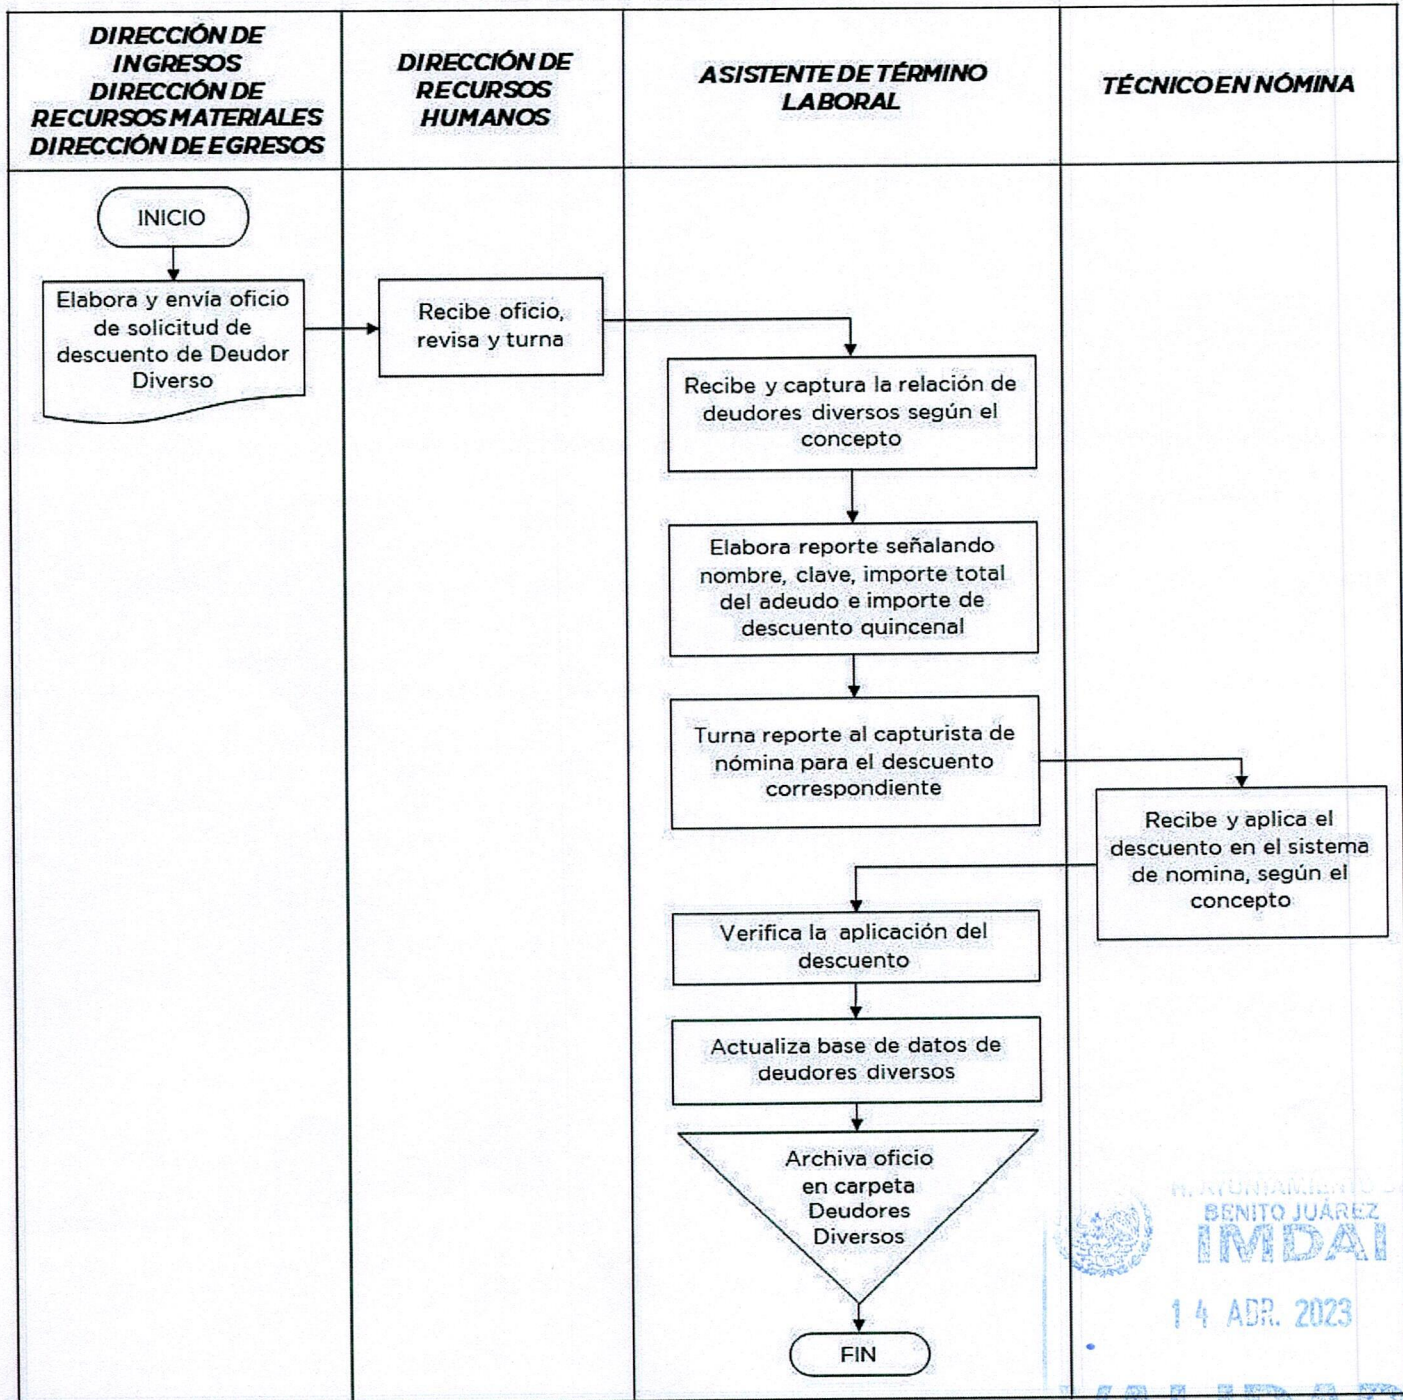 DIRECCIÓN DE
INGRESOS
DIRECCIÓN DE
RECURSOS MATERIALES
DIRECCIÓN DE EGRESOS
DIRECCIÓN DE
RECURSOS
HUMANOS
ASISTENTE DE TÉRMINO
LABORAL
TÉCNICO EN NÓMINA
INICIO
Elabora y envía oficio
de solicitud de
descuento de Deudor
Diverso
Recibe oficio,
revisa y turna
Recibe y captura la relación de
deudores diversos según el
concepto
Elabora reporte señalando
nombre, clave, importe total
del adeudo e importe de
descuento quincenal
Turna reporte al capturista de
nómina para el descuento
correspondiente
Recibe y aplica el
descuento en el sistema
de nomina, según el
concepto
Verifica la aplicación del
descuento
Actualiza base de datos de
deudores diversos
Archiva oficio
en carpeta
Deudores
Diversos
FIN
H. AYUNTAMIENTO
BENITO JUÁREZ
IMDAI
14 ABR. 2023